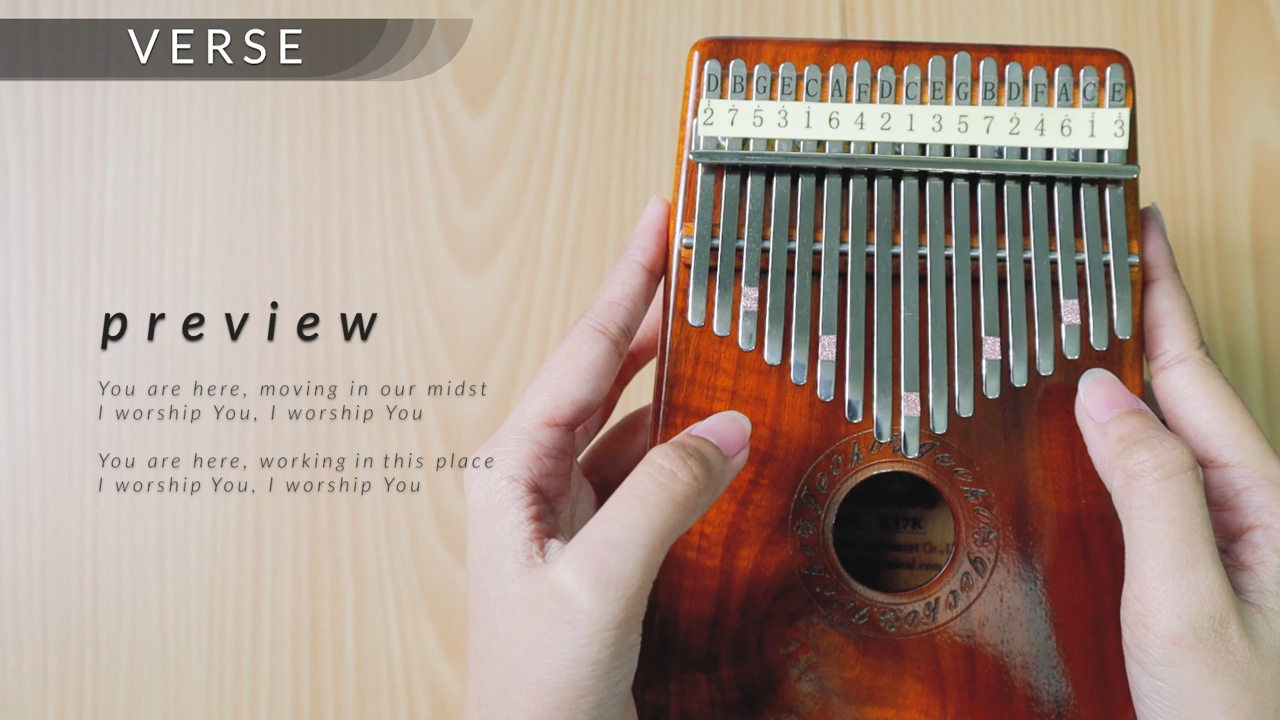 VERSE
preview
You are here, moving in our midst
I worship You, I worship You
You are here, working in this place
I worship You, I worship You
D B G E C A F D C E G B D F A C E
2 7 5 3 1 6 4 2 1 3 5 7 2 4 6 1 3
K17K